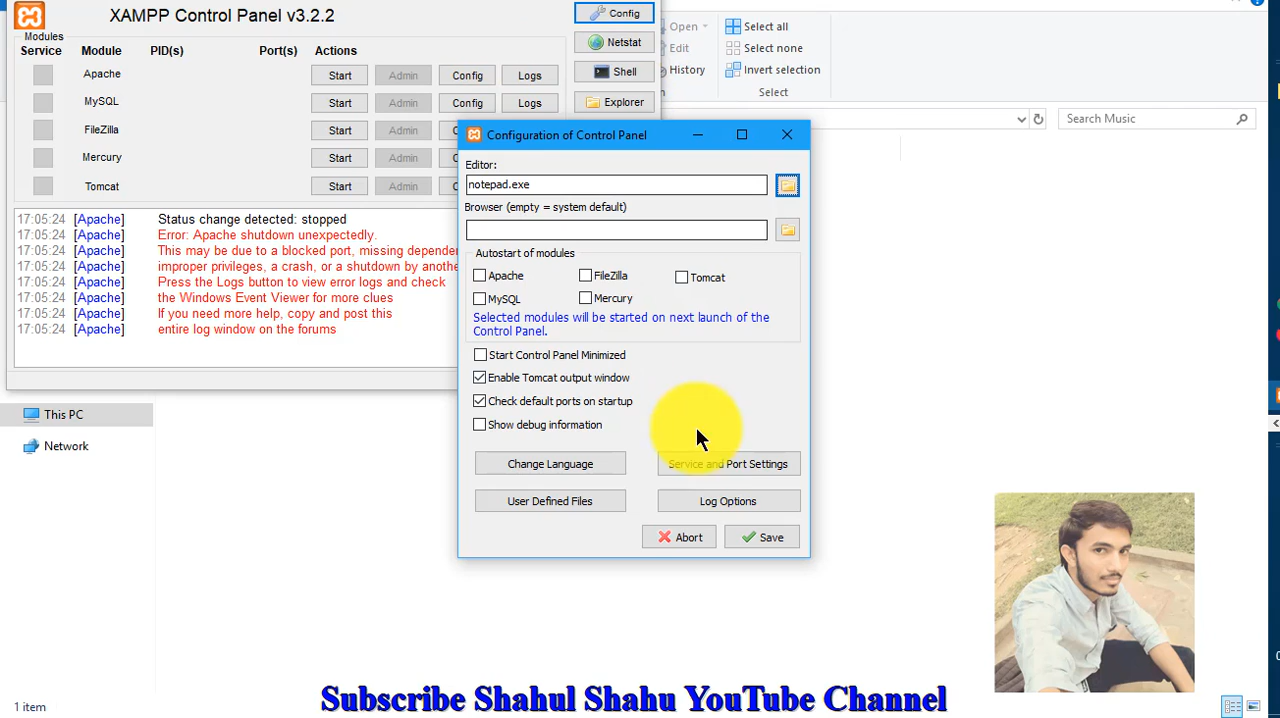 XAMPP Control Panel v3.2.2
Config
Modules
Service Module PID(s) Port(s) Actions
Netstat
Apache Start Admin Config Logs
Shell
MySQL Start Admin Config Logs
Explorer
FileZilla Start Admin
Mercury Start Admin
Tomcat Start Admin
17:05:24 [Apache] Status change detected: stopped
17:05:24 [Apache] Error: Apache shutdown unexpectedly.
17:05:24 [Apache] This may be due to a blocked port, missing depender
17:05:24 [Apache] improper privileges, a crash, or a shutdown by anothe
17:05:24 [Apache] Press the Logs button to view error logs and check
17:05:24 [Apache] the Windows Event Viewer for more clues
17:05:24 [Apache] If you need more help, copy and post this
17:05:24 [Apache] entire log window on the forums
Open
Edit
History
Select all
Select none
Invert selection
Select
Search Music
Configuration of Control Panel
Editor:
notepad.exe
Browser (empty = system default)
Autostart of modules
Apache FileZilla Tomcat
MySQL Mercury
Selected modules will be started on next launch of the
Control Panel.
Start Control Panel Minimized
Enable Tomcat output window
Check default ports on startup
Show debug information
Change Language Service and Port Settings
User Defined Files Log Options
Abort Save
This PC
Network
1 item
Subscribe Shahul Shahu YouTube Channel